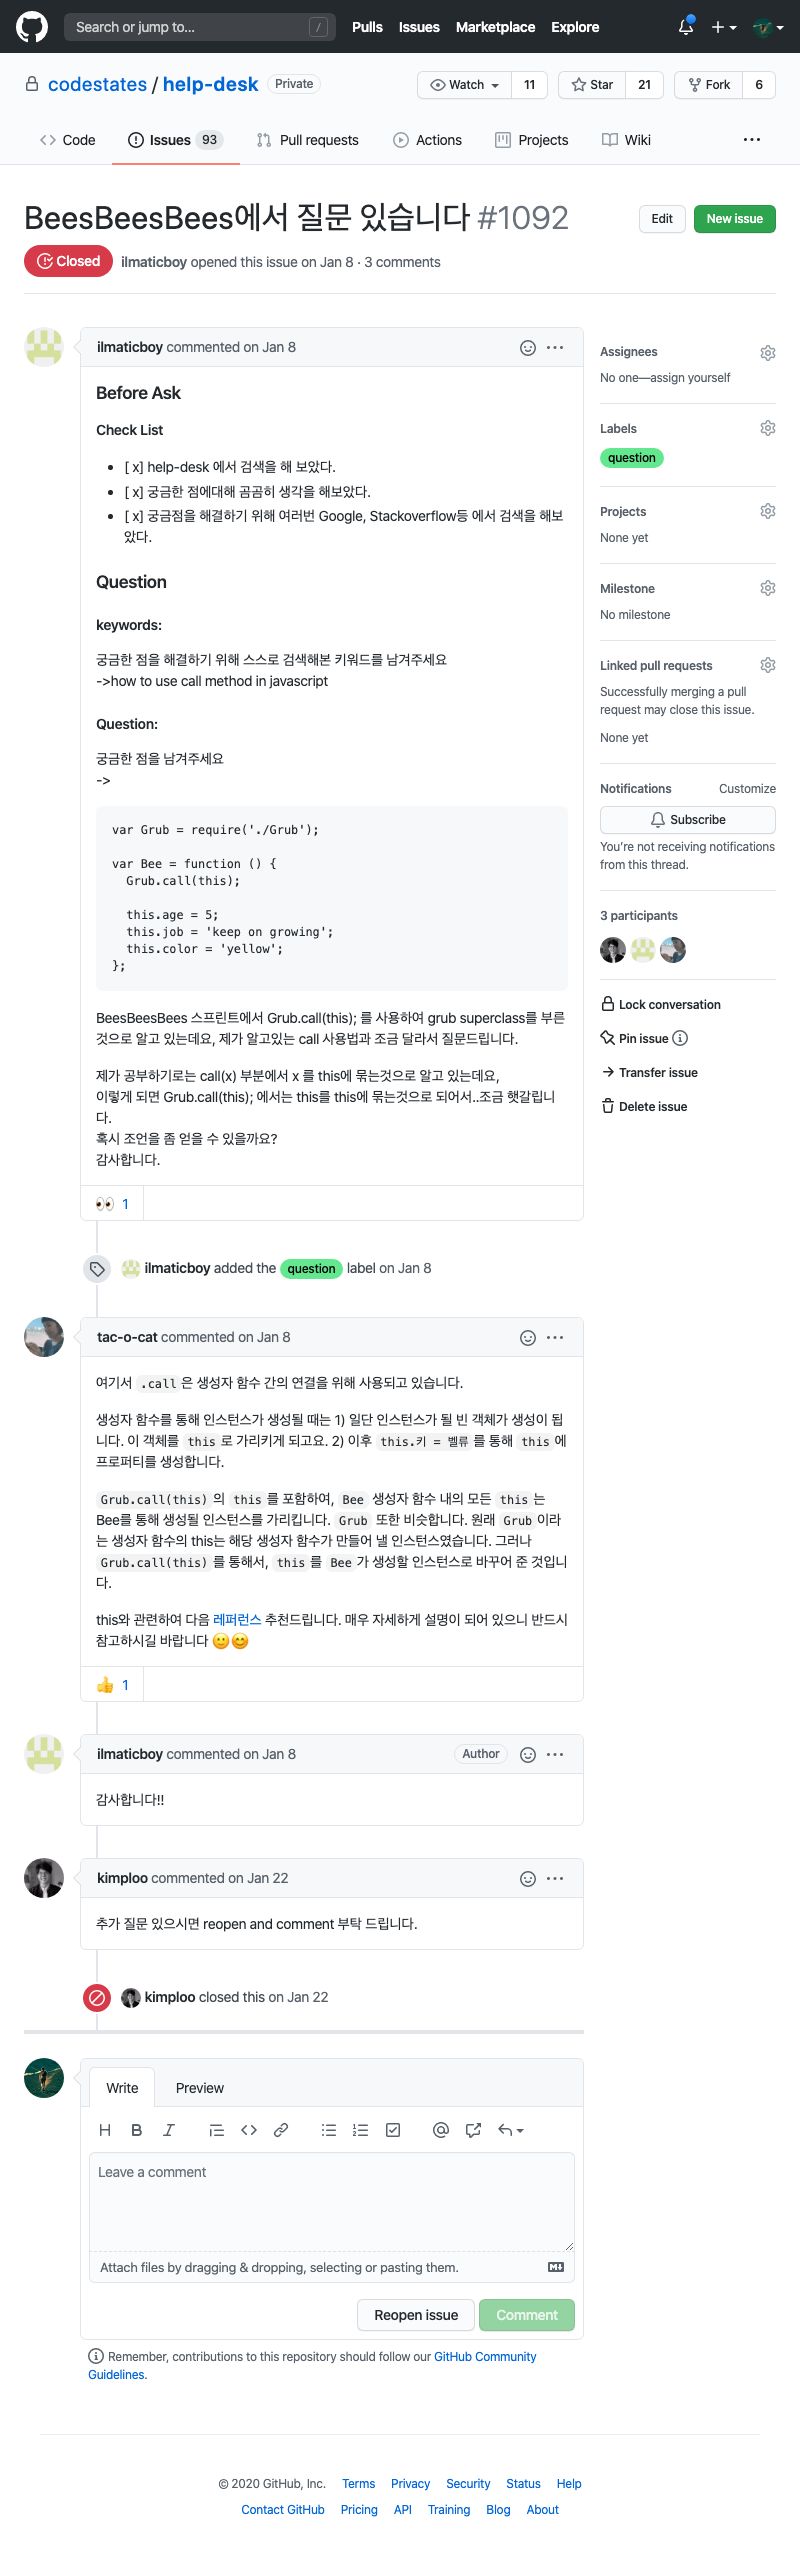 Search or jump to... /
Pulls Issues Marketplace Explore
codestates / help-desk Private
Watch 11 Star 21 Fork 6
Code Issues 93 Pull requests Actions Projects Wiki ...
BeesBeesBees에서 질문 있습니다 #1092
Edit New issue
Closed ilmaticboy opened this issue on Jan 8 · 3 comments
ilmaticboy commented on Jan 8
Before Ask
Check List
[ x] help-desk 에서 검색을 해 보았다.
[ x] 궁금한 점에대해 곰곰히 생각을 해보았다.
[ x] 궁금점을 해결하기 위해 여러번 Google, Stackoverflow등 에서 검색을 해보
았다.
Question
keywords:
궁금한 점을 해결하기 위해 스스로 검색해본 키워드를 남겨주세요
->how to use call method in javascript
Question:
궁금한 점을 남겨주세요
->
var Grub = require('./Grub');
var Bee = function () {
Grub.call(this);
this.age = 5;
this.job = 'keep on growing';
this.color = 'yellow';
};
BeesBeesBees 스프린트에서 Grub.call(this); 를 사용하여 grub superclass를 부른
것으로 알고 있는데요, 제가 알고있는 call 사용법과 조금 달라서 질문드립니다.
제가 공부하기로는 call(x) 부분에서 x 를 this에 묶는것으로 알고 있는데요,
이렇게 되면 Grub.call(this); 에서는 this를 this에 묶는것으로 되어서..조금 햇갈립니
다.
혹시 조언을 좀 얻을 수 있을까요?
감사합니다.
👀 1
ilmaticboy added the question label on Jan 8
tac-o-cat commented on Jan 8
여기서 .call 은 생성자 함수 간의 연결을 위해 사용되고 있습니다.
생성자 함수를 통해 인스턴스가 생성될 때는 1) 일단 인스턴스가 될 빈 객체가 생성이 됩
니다. 이 객체를 this 로 가리키게 되고요. 2) 이후 this.키 = 벨류 를 통해 this 에
프로퍼티를 생성합니다.
Grub.call(this) 의 this 를 포함하여, Bee 생성자 함수 내의 모든 this 는
Bee를 통해 생성될 인스턴스를 가리킵니다. Grub 또한 비슷합니다. 원래 Grub 이라
는 생성자 함수의 this는 해당 생성자 함수가 만들어 낼 인스턴스였습니다. 그러나
Grub.call(this) 를 통해서, this 를 Bee 가 생성할 인스턴스로 바꾸어 준 것입니
다.
this와 관련하여 다음 레퍼런스 추천드립니다. 매우 자세하게 설명이 되어 있으니 반드시
참고하시길 바랍니다 🙂😊
👍 1
ilmaticboy commented on Jan 8 Author
감사합니다!!
kimploo commented on Jan 22
추가 질문 있으시면 reopen and comment 부탁 드립니다.
kimploo closed this on Jan 22
Write Preview
Leave a comment
Attach files by dragging & dropping, selecting or pasting them.
Reopen issue Comment
Remember, contributions to this repository should follow our GitHub Community
Guidelines.
Assignees
No one—assign yourself
Labels
question
Projects
None yet
Milestone
No milestone
Linked pull requests
Successfully merging a pull
request may close this issue.
None yet
Notifications Customize
Subscribe
You're not receiving notifications
from this thread.
3 participants
Lock conversation
Pin issue
Transfer issue
Delete issue
© 2020 GitHub, Inc. Terms Privacy Security Status Help
Contact GitHub Pricing API Training Blog About